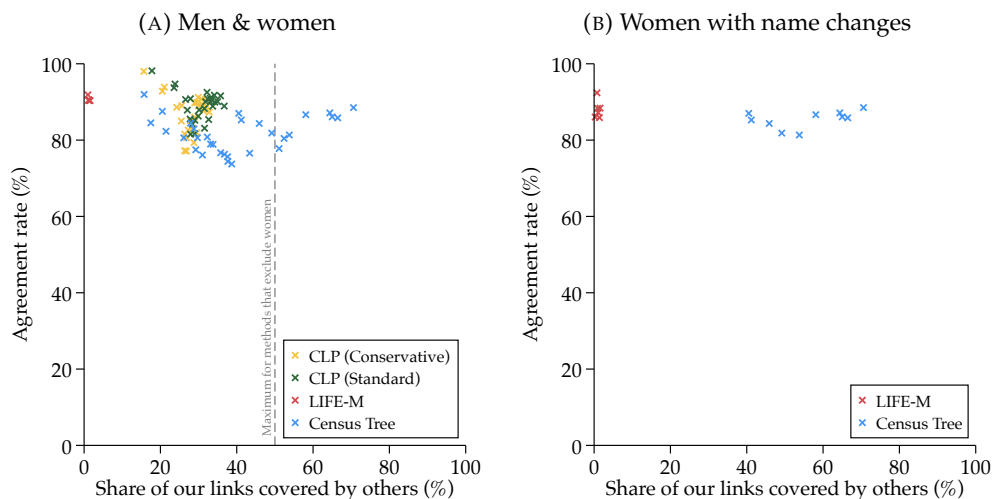 (A) Men & women
100
80
60
40
20
0
0
20
40
60
80
100
Agreement rate (%)
Share of our links covered by others (%)
Maximum for methods that exclude women
CLP (Conservative)
CLP (Standard)
LIFE-M
Census Tree
(B) Women with name changes
100
80
60
40
20
0
0
20
40
60
80
100
Agreement rate (%)
Share of our links covered by others (%)
LIFE-M
Census Tree